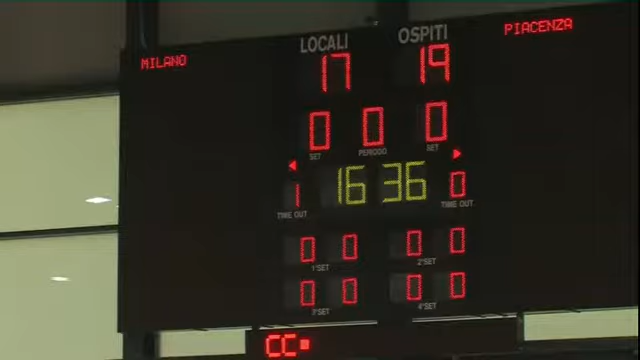 LOCALI OSPITI PIACENZA
MILANO 17 19
0 0 0
SET PERIODO SET
1 16 36 0
TIME OUT TIME OUT
0 0 0 0
1°SET 2°SET
0 0 0 0
3°SET 4°SET
CC